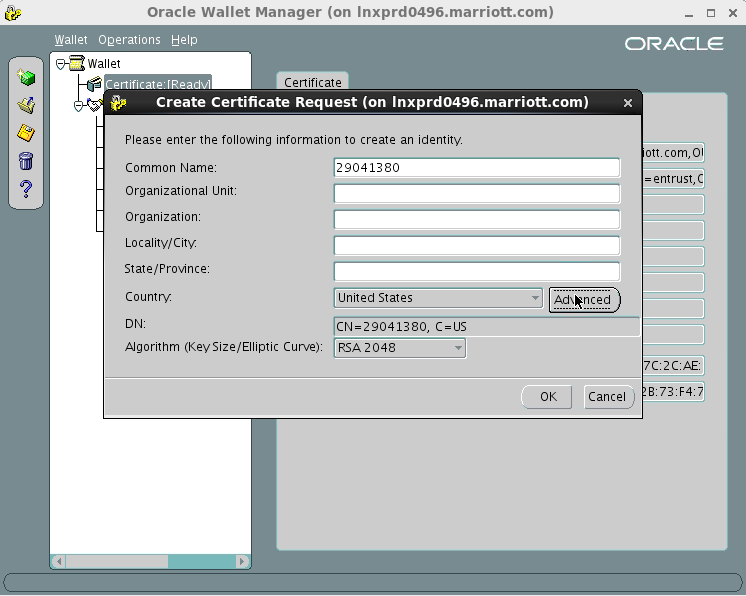 Oracle Wallet Manager (on lnxprd0496.marriott.com)
Wallet Operations Help
ORACLE
Wallet
Certificate:[Ready]
Certificate
Create Certificate Request (on lnxprd0496.marriott.com)
Please enter the following information to create an identity.
Common Name: 29041380
Organizational Unit:
Organization:
Locality/City:
State/Province:
Country: United States Advanced
DN: CN=29041380, C=US
Algorithm (Key Size/Elliptic Curve): RSA 2048
OK Cancel
iott.com,OU
=entrust,C
7C:2C:AE:
2B:73:F4:7